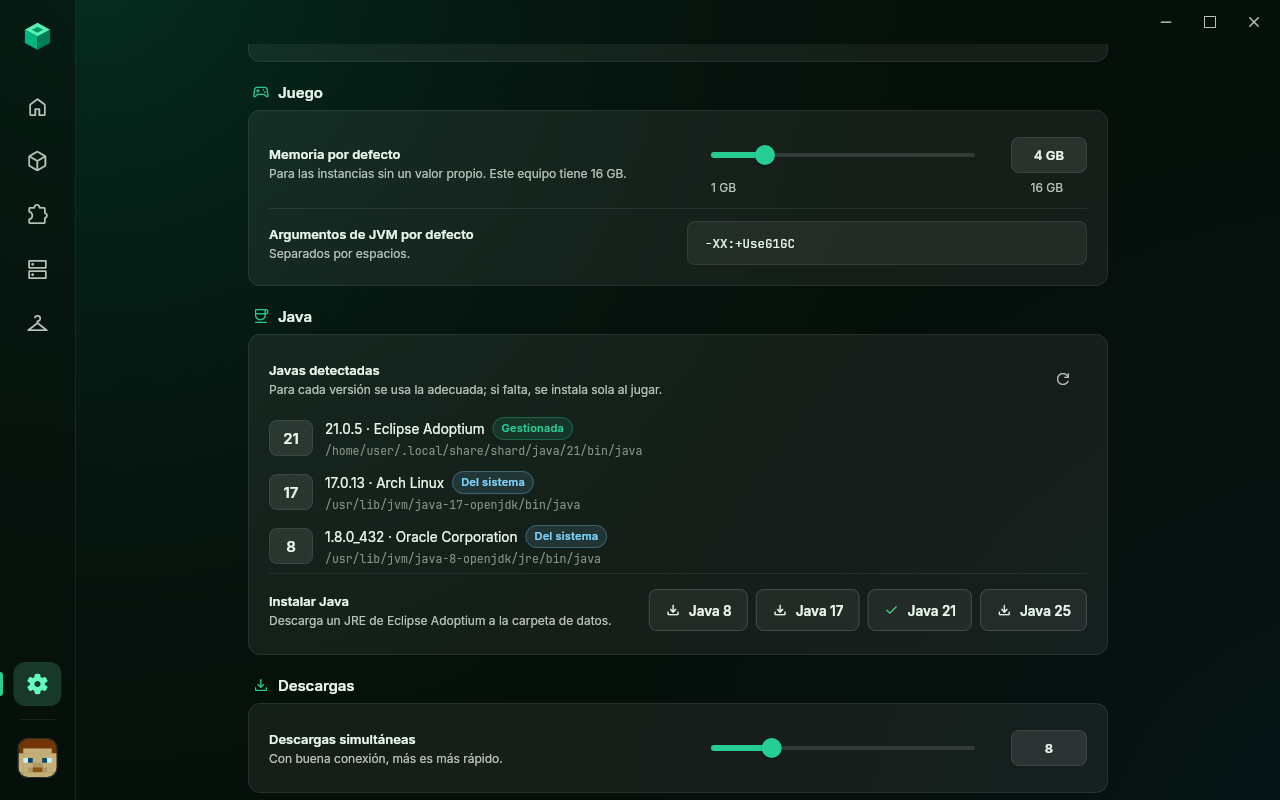 Juego
Memoria por defecto
Para las instancias sin un valor propio. Este equipo tiene 16 GB.
4 GB
1 GB
16 GB
Argumentos de JVM por defecto
Separados por espacios.
-XX:+UseG1GC
Java
Javas detectadas
Para cada versión se usa la adecuada; si falta, se instala sola al jugar.
21
21.0.5 · Eclipse Adoptium
Gestionada
/home/user/.local/share/shard/java/21/bin/java
17
17.0.13 · Arch Linux
Del sistema
/usr/lib/jvm/java-17-openjdk/bin/java
8
1.8.0_432 · Oracle Corporation
Del sistema
/usr/lib/jvm/java-8-openjdk/jre/bin/java
Instalar Java
Descarga un JRE de Eclipse Adoptium a la carpeta de datos.
Java 8
Java 17
Java 21
Java 25
Descargas
Descargas simultáneas
Con buena conexión, más es más rápido.
8